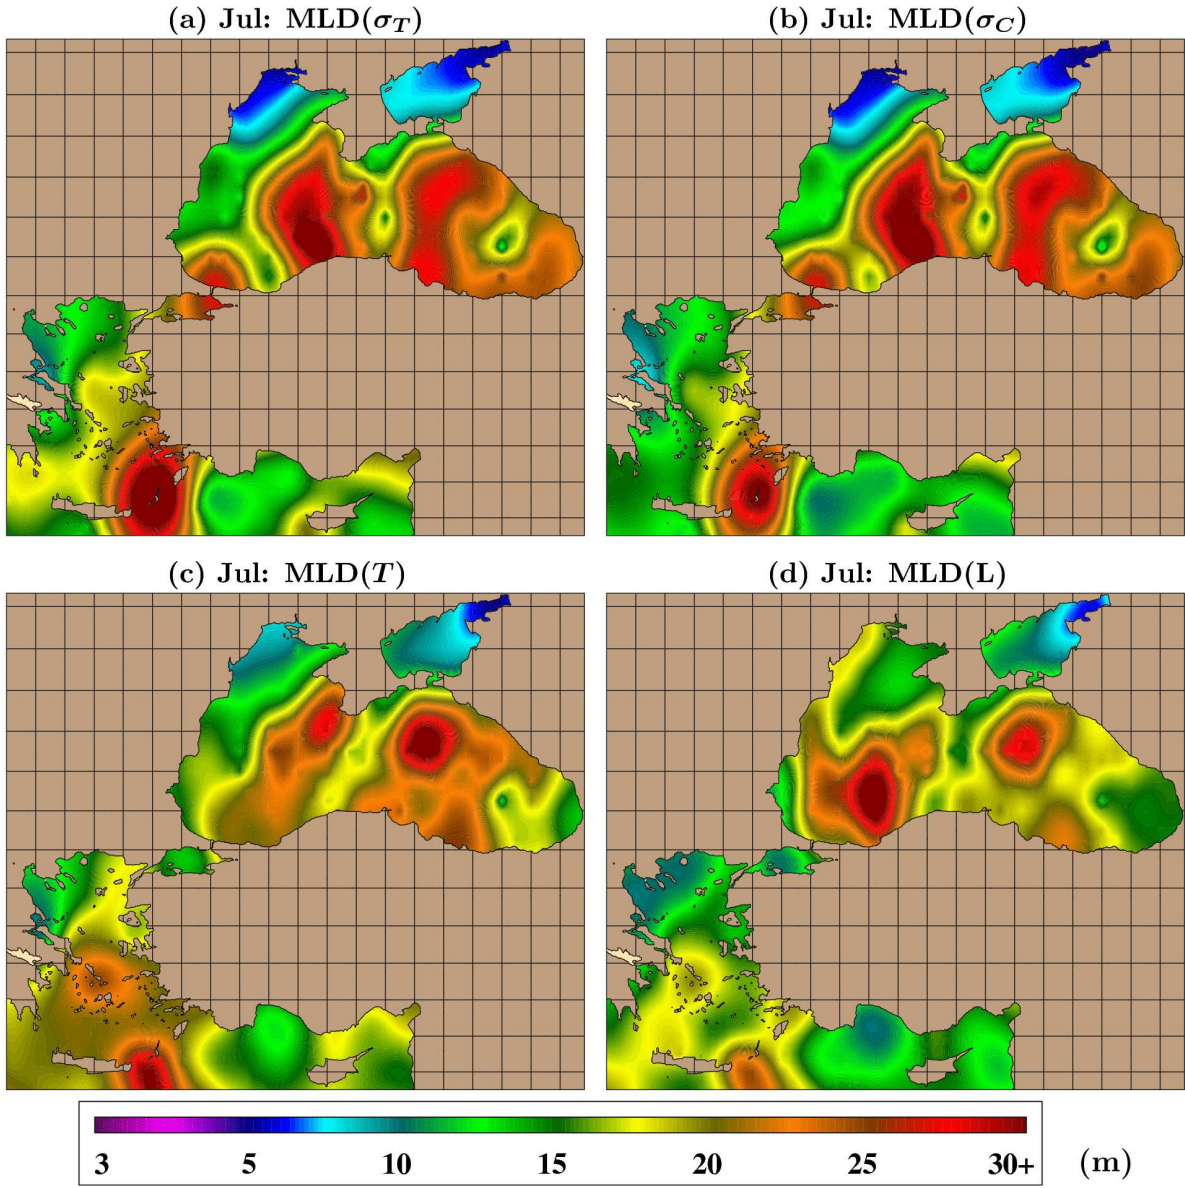 (a) Jul: MLD(σ_T)
(b) Jul: MLD(σ_C)
(c) Jul: MLD(T)
(d) Jul: MLD(L)
3 5 10 15 20 25 30+ (m)